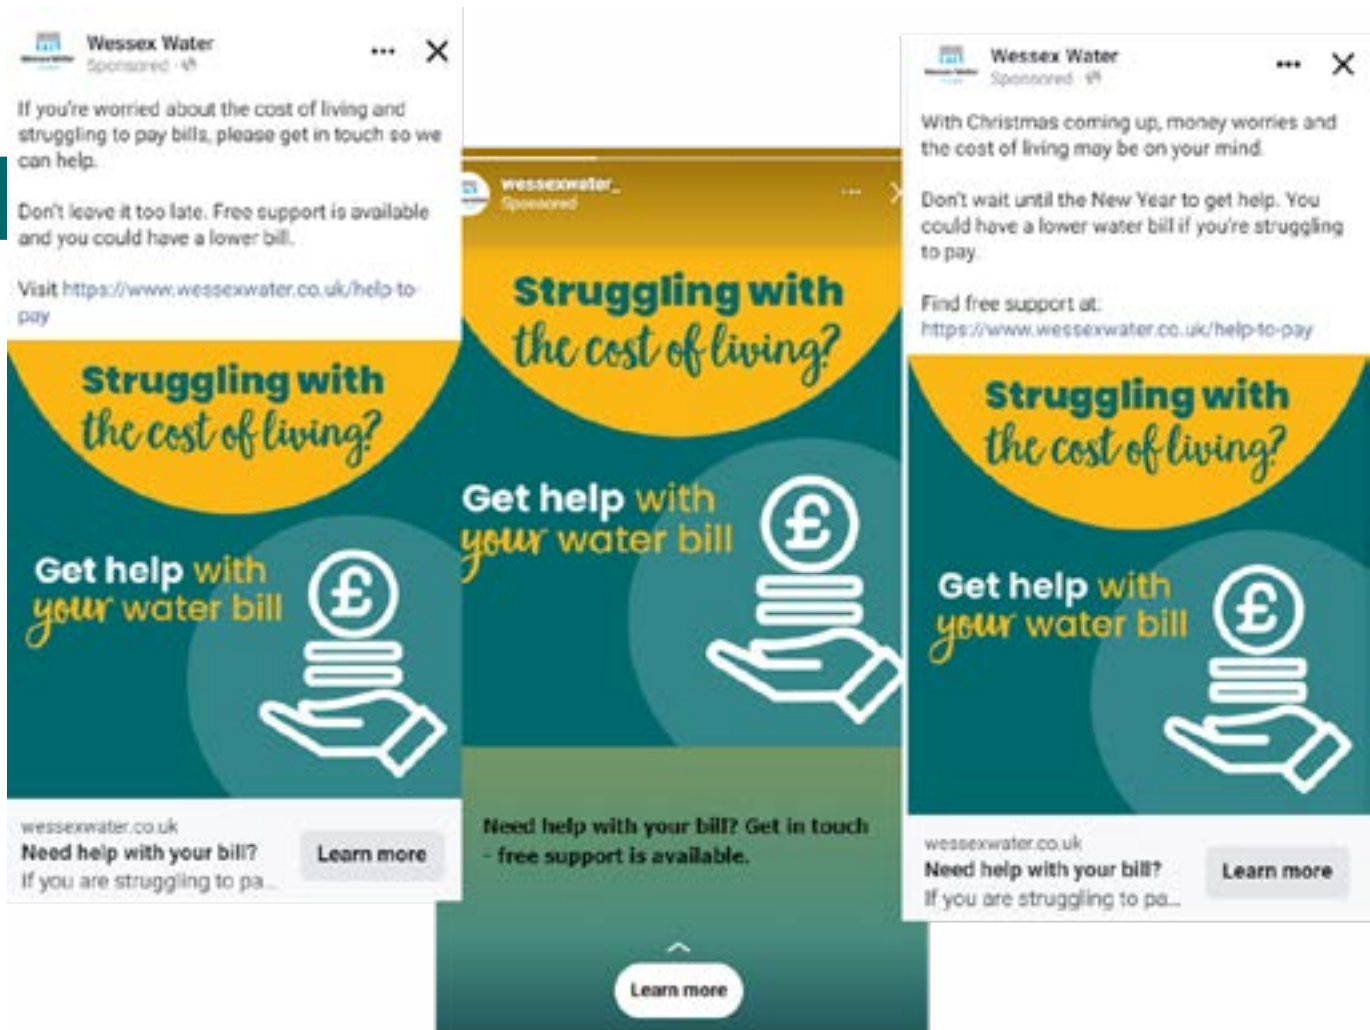 Wessex Water
Sponsored
If you're worried about the cost of living and
struggling to pay bills, please get in touch so we
can help.
Don't leave it too late. Free support is available
and you could have a lower bill.
Visit https://www.wessexwater.co.uk/help-to-
pay
Struggling with
the cost of living?
Get help with
your water bill
£
wessexwater.co.uk
Need help with your bill?
If you are struggling to pa...
Learn more
wessexwater_
Sponsored
Struggling with
the cost of living?
Get help with
your water bill
£
Need help with your bill? Get in touch
- free support is available.
Learn more
Wessex Water
Sponsored
With Christmas coming up, money worries and
the cost of living may be on your mind.
Don't wait until the New Year to get help. You
could have a lower water bill if you're struggling
to pay.
Find free support at:
https://www.wessexwater.co.uk/help-to-pay
Struggling with
the cost of living?
Get help with
your water bill
£
wessexwater.co.uk
Need help with your bill?
If you are struggling to pa...
Learn more